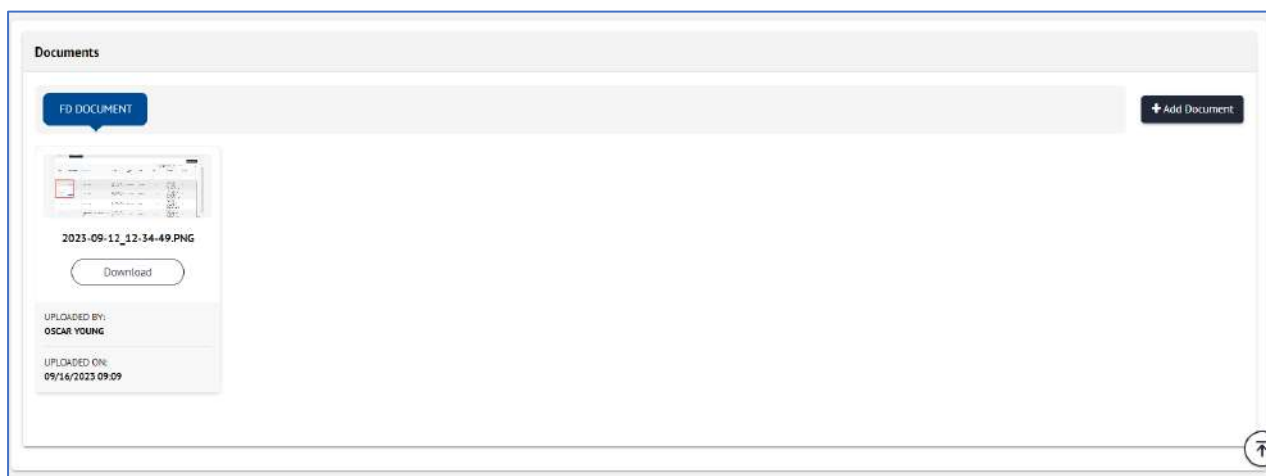 Documents
FD DOCUMENT
+ Add Document
2023-09-12_12-34-49.PNG
Download
UPLOADED BY:
OSCAR YOUNG
UPLOADED ON:
09/16/2023 09:09